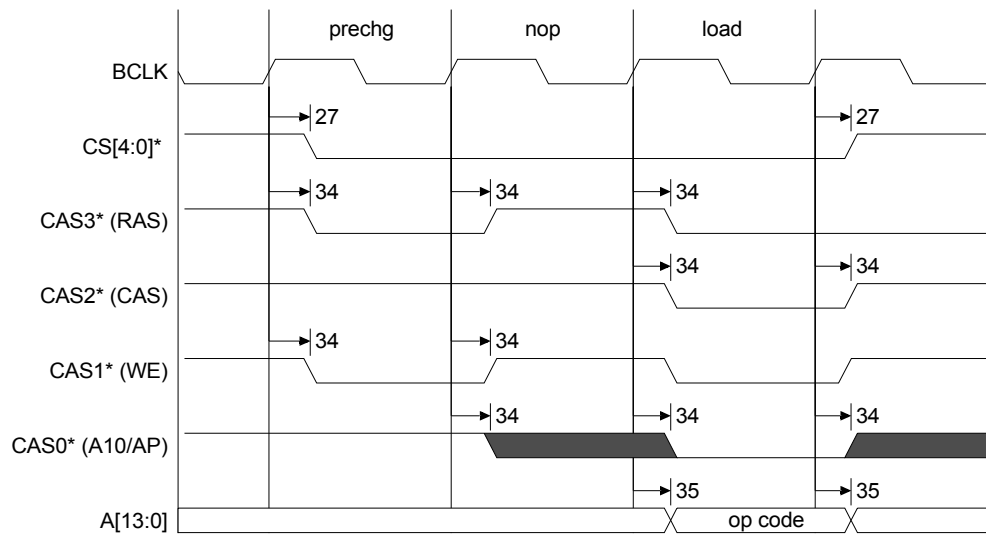 prechg nop load
BCLK
27 27
CS[4:0]*
34 34 34
CAS3* (RAS)
34 34
CAS2* (CAS)
34 34
CAS1* (WE)
34 34 34
CAS0* (A10/AP)
35 35
A[13:0] op code